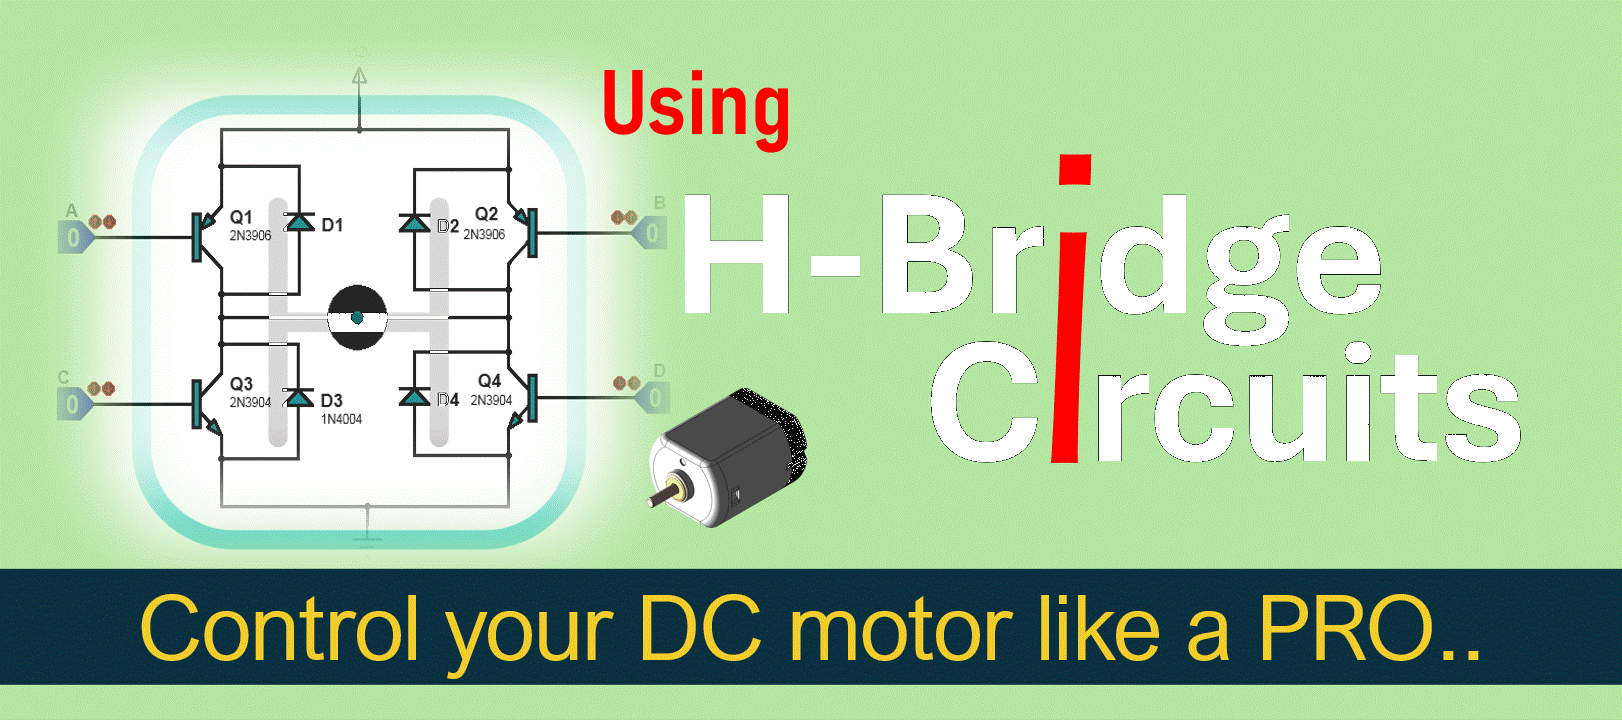 +12V
Using
A
B
0
0
Q1
2N3906
D1
D2
Q2
2N3906
H-Bridge
Circuits
C
D
0
0
Q3
2N3904
D3
1N4004
D4
Q4
2N3904
Control your DC motor like a PRO..